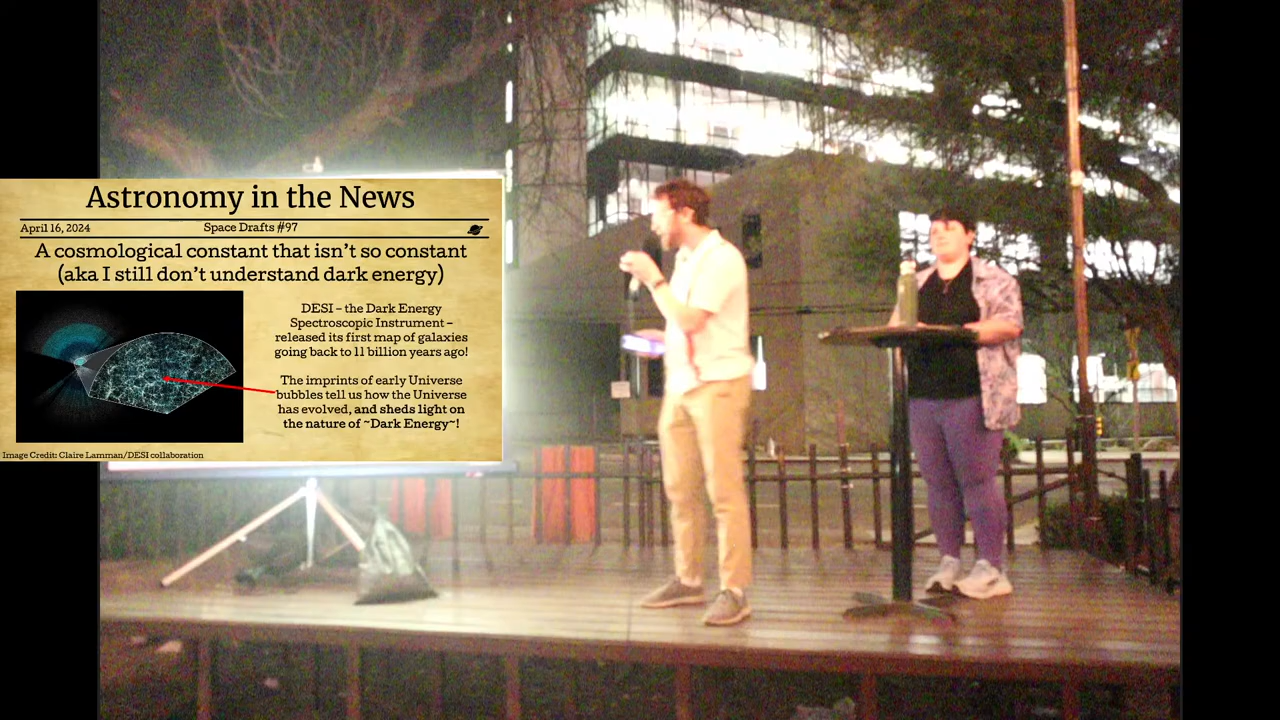 Astronomy in the News
April 16, 2024 Space Drafts #97
A cosmological constant that isn't so constant
(aka I still don't understand dark energy)
DESI – the Dark Energy
Spectroscopic Instrument –
released its first map of galaxies
going back to 11 billion years ago!
The imprints of early Universe
bubbles tell us how the Universe
has evolved, and sheds light on
the nature of ~Dark Energy~!
Image Credit: Claire Lamman/DESI collaboration